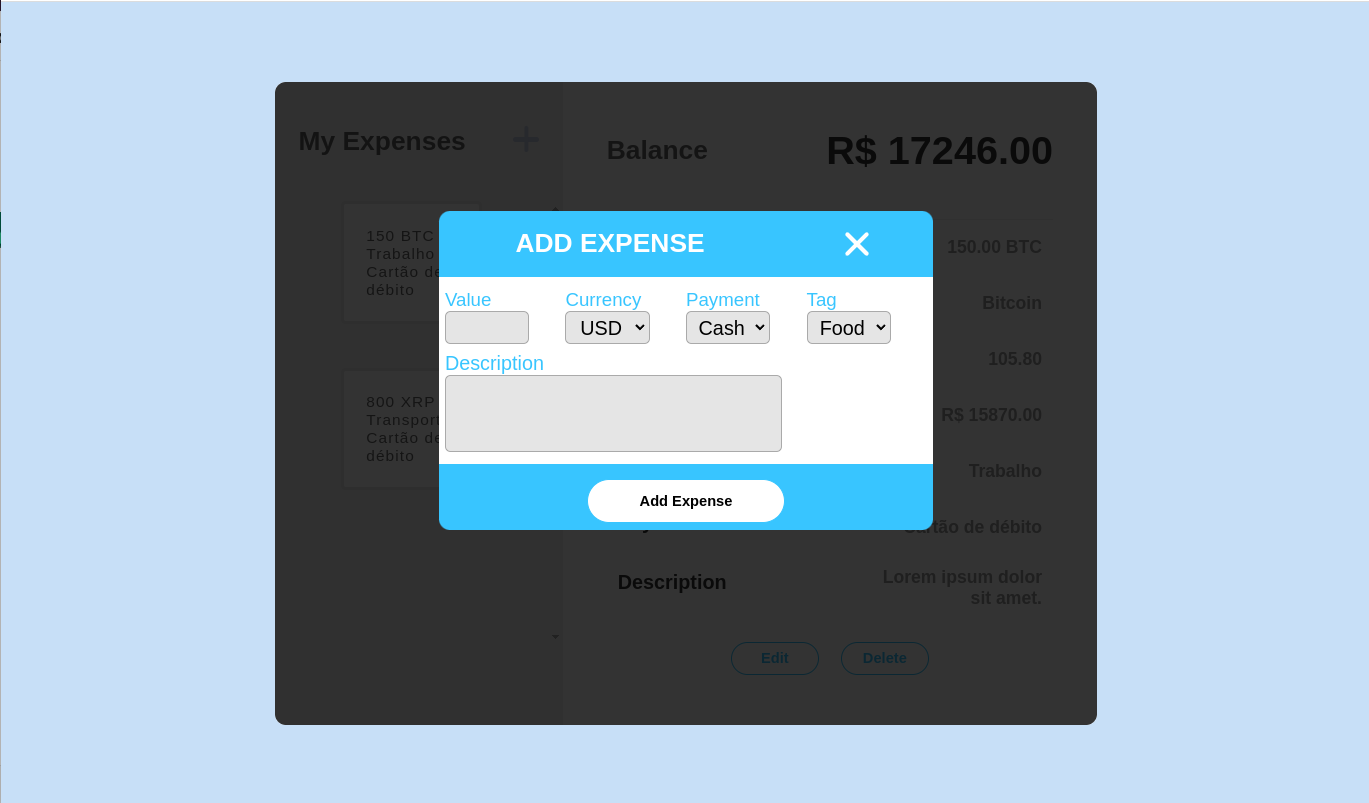 My Expenses
Balance
R$ 17246.00
150 BTC
Trabalho
Cartão de
débito
800 XRP
Cartão de
débito
ADD EXPENSE
Value
Currency
Payment
Tag
USD
Cash
Food
Description
Add Expense
150.00 BTC
Bitcoin
105.80
R$ 15870.00
Trabalho
Cartão de débito
Description
Lorem ipsum dolor
sit amet.
Edit
Delete